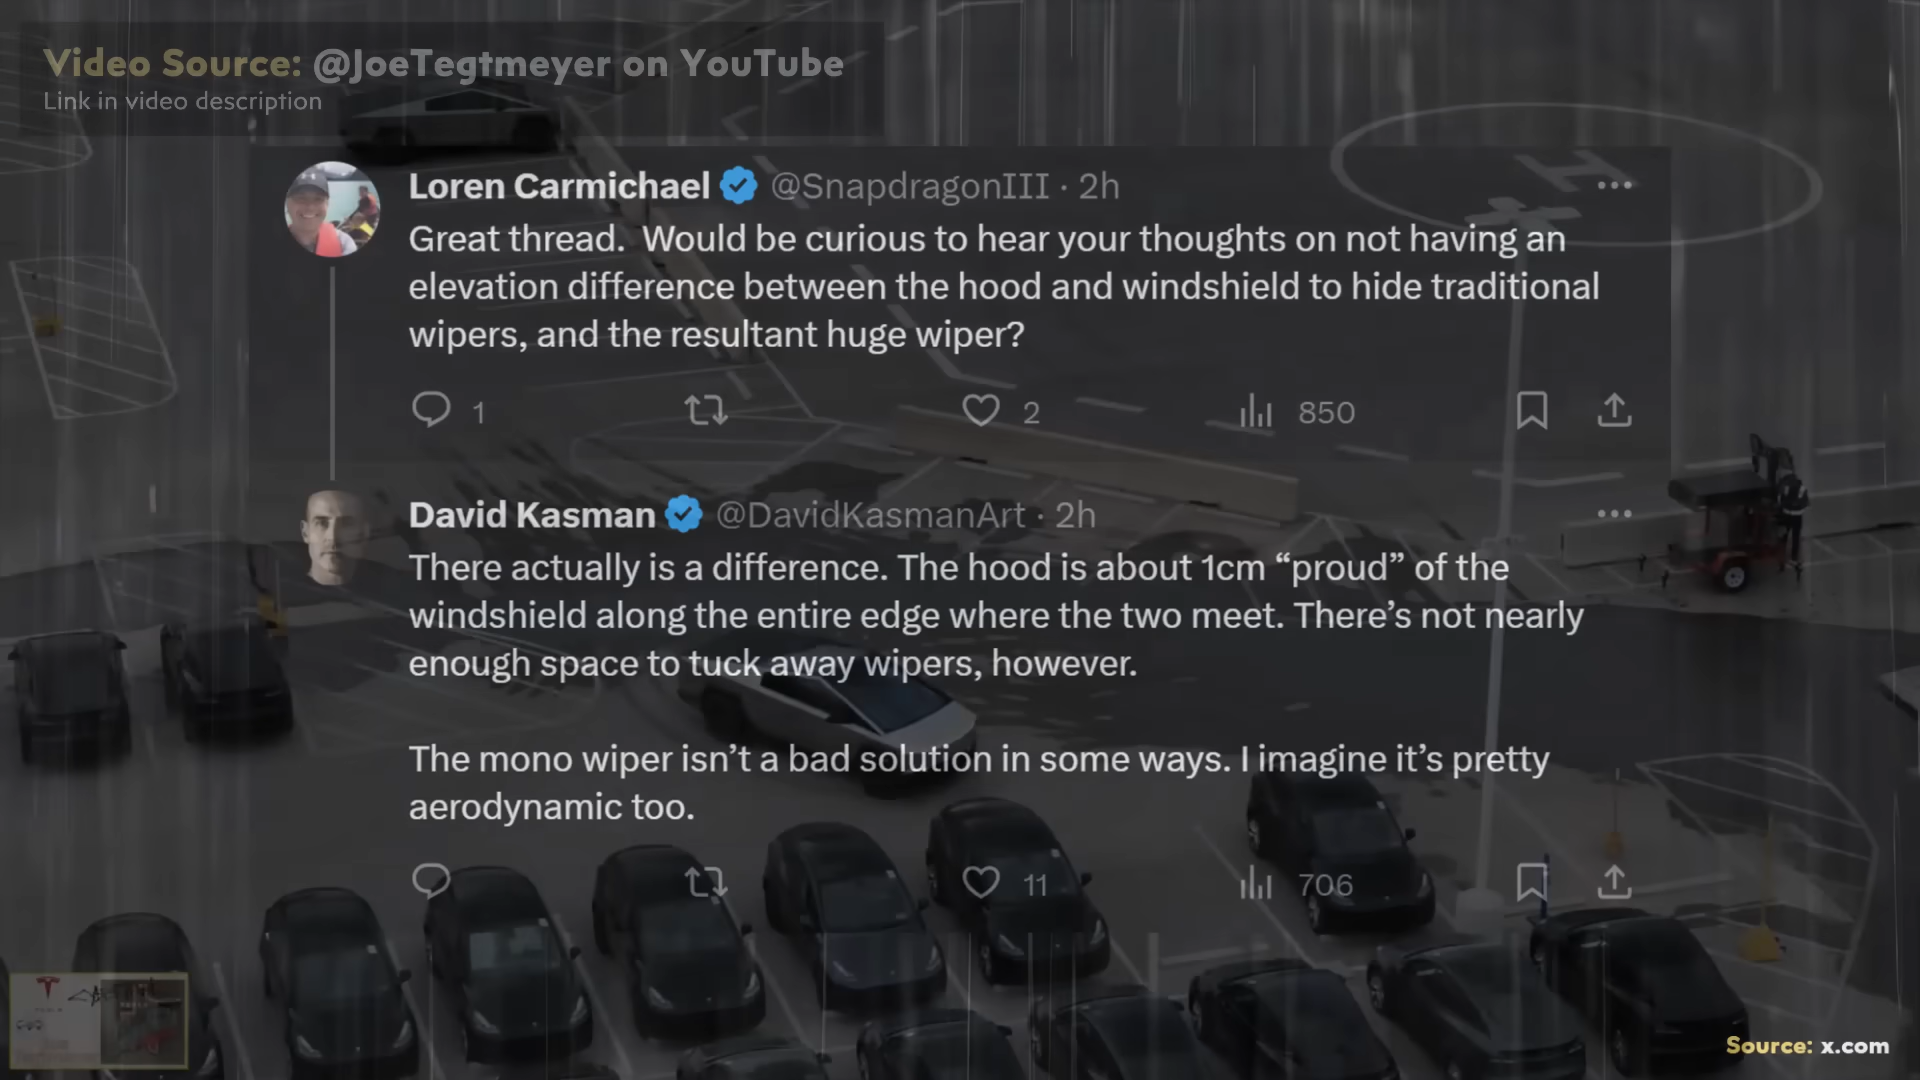 Video Source: @JoeTegtmeyer on YouTube
Link in video description
Loren Carmichael @SnapdragonIII · 2h
Great thread.  Would be curious to hear your thoughts on not having an
elevation difference between the hood and windshield to hide traditional
wipers, and the resultant huge wiper?
1 2 850
David Kasman @DavidKasmanArt · 2h
There actually is a difference. The hood is about 1cm “proud” of the
windshield along the entire edge where the two meet. There’s not nearly
enough space to tuck away wipers, however.
The mono wiper isn’t a bad solution in some ways. I imagine it’s pretty
aerodynamic too.
11 706
Source: x.com